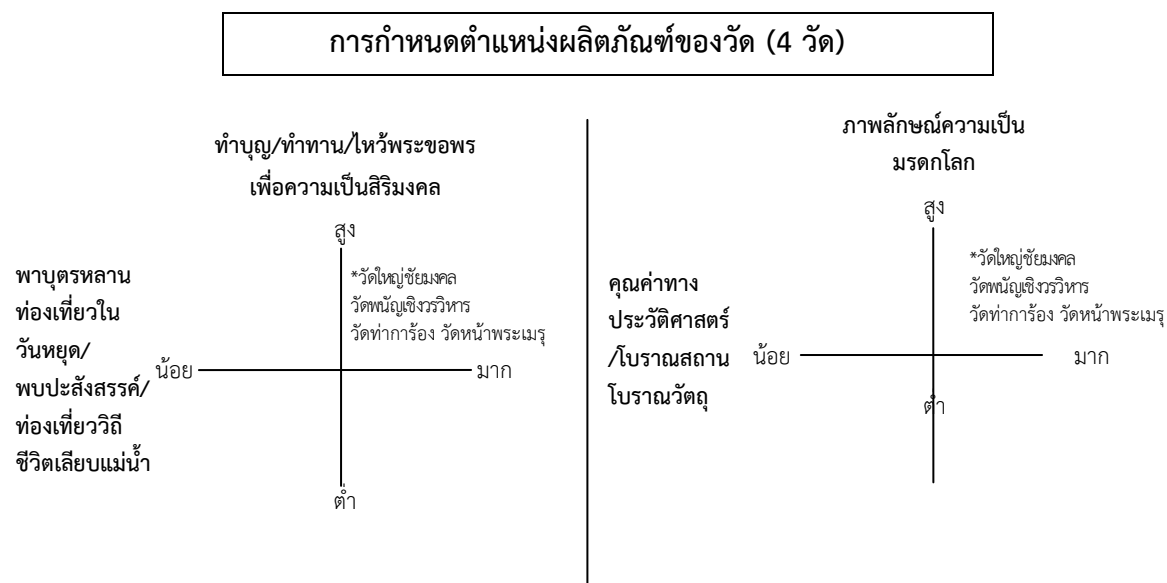 การกำหนดตำแหน่งผลิตภัณฑ์ของวัด (4 วัด)
ทำบุญ/ทำทาน/ไหว้พระขอพร
เพื่อความเป็นสิริมงคล
สูง
*วัดใหญ่ชัยมงคล
วัดพนัญเชิงวรวิหาร
วัดท่าการ้อง วัดหน้าพระเมรุ
พาบุตรหลาน
ท่องเที่ยวใน
วันหยุด/
พบปะสังสรรค์/
ท่องเที่ยววิถี
ชีวิตเลียบแม่น้ำ
น้อย
มาก
ต่ำ
ภาพลักษณ์ความเป็น
มรดกโลก
สูง
*วัดใหญ่ชัยมงคล
วัดพนัญเชิงวรวิหาร
วัดท่าการ้อง วัดหน้าพระเมรุ
คุณค่าทาง
ประวัติศาสตร์
/โบราณสถาน
โบราณวัตถุ
น้อย
มาก
ต่ำ